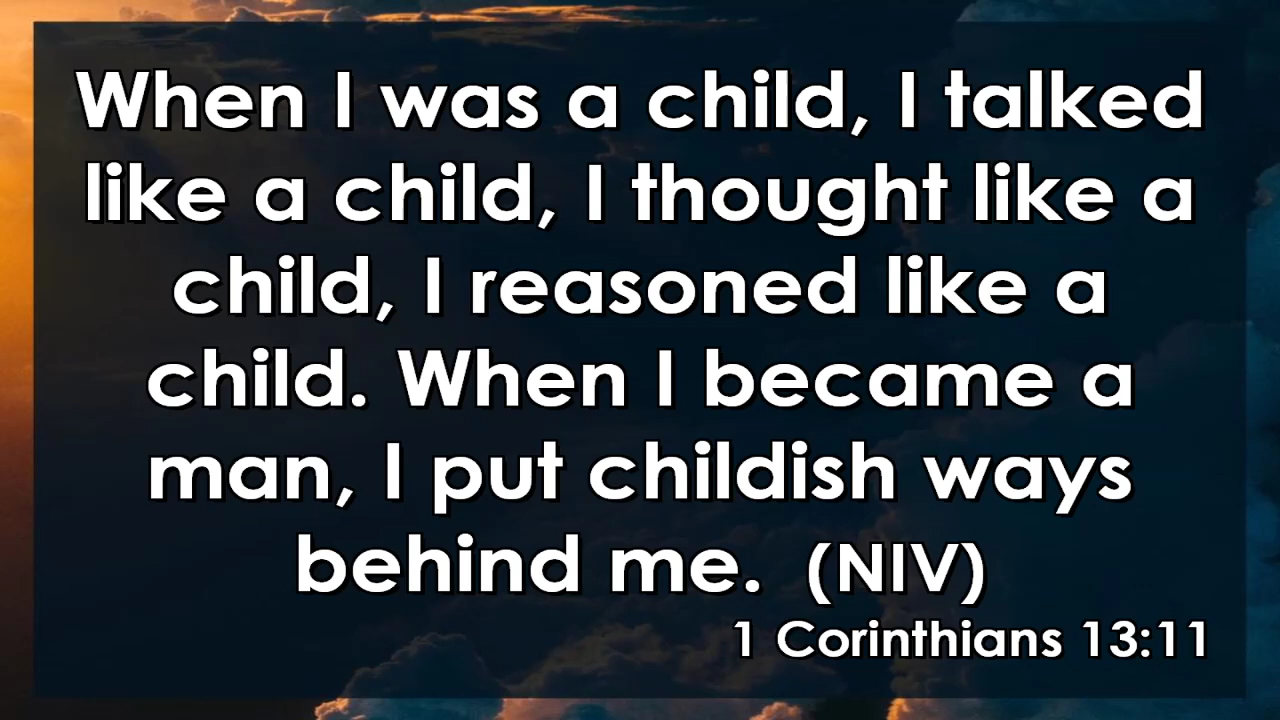 When I was a child, I talked
like a child, I thought like a
child, I reasoned like a
child. When I became a
man, I put childish ways
behind me. (NIV)
1 Corinthians 13:11